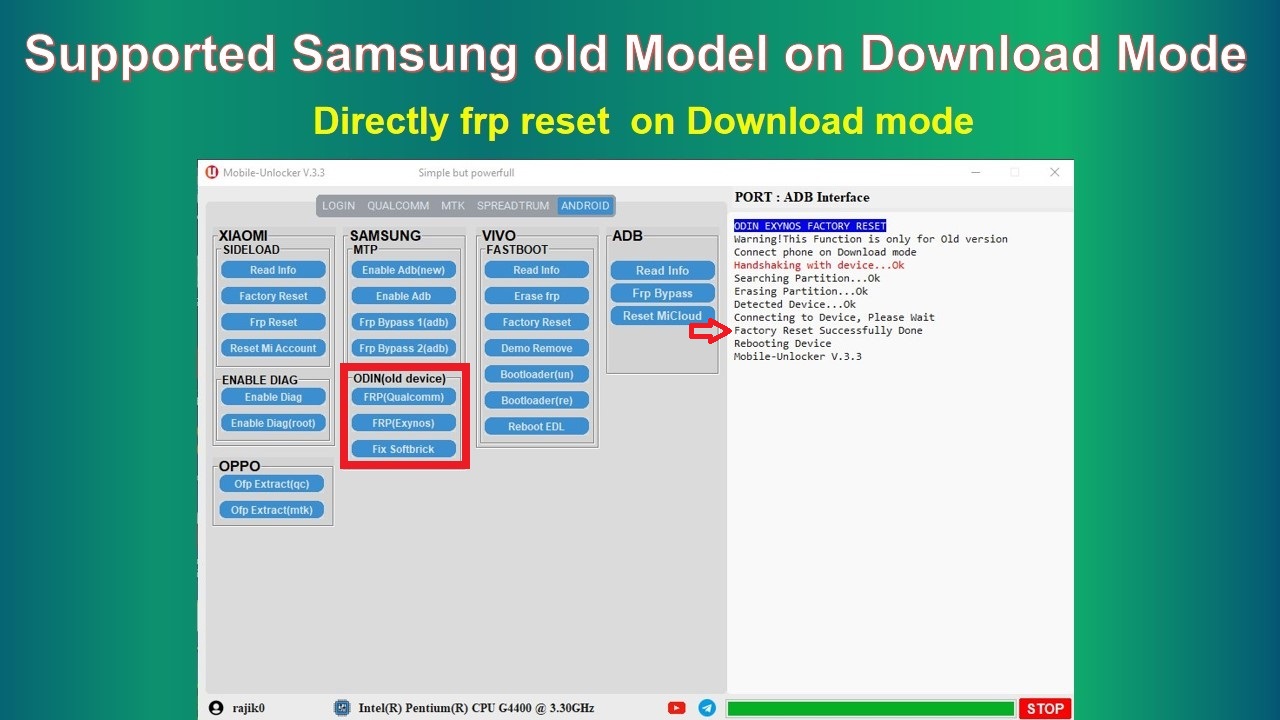 Supported Samsung old Model on Download Mode
Directly frp reset on Download mode
Mobile-Unlocker V.3.3
Simple but powerfull
LOGIN QUALCOMM MTK SPREADTRUM ANDROID
XIAOMI
SIDELOAD
Read Info
Factory Reset
Frp Reset
Reset Mi Account
ENABLE DIAG
Enable Diag
Enable Diag(root)
OPPO
Ofp Extract(qc)
Ofp Extract(mtk)
SAMSUNG
MTP
Enable Adb(new)
Enable Adb
Frp Bypass 1(adb)
Frp Bypass 2(adb)
ODIN(old device)
FRP(Qualcomm)
FRP(Exynos)
Fix Softbrick
VIVO
FASTBOOT
Read Info
Erase frp
Factory Reset
Demo Remove
Bootloader(un)
Bootloader(re)
Reboot EDL
ADB
Read Info
Frp Bypass
Reset MiCloud
PORT : ADB Interface
ODIN EXYNOS FACTORY RESET
Warning!This Function is only for Old version
Connect phone on Download mode
Handshaking with device...Ok
Searching Partition...Ok
Erasing Partition...Ok
Detected Device...Ok
Connecting to Device, Please Wait
Factory Reset Successfully Done
Rebooting Device
Mobile-Unlocker V.3.3
rajik0
Intel(R) Pentium(R) CPU G4400 @ 3.30GHz
STOP